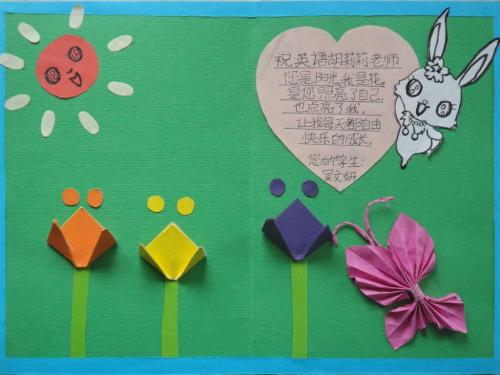 祝英语胡莉莉老师
您是阳光,我是花,
是您照亮了自己,
也点亮了我,
让我每天都自由
快乐的成长。
您的学生:
吴文妍